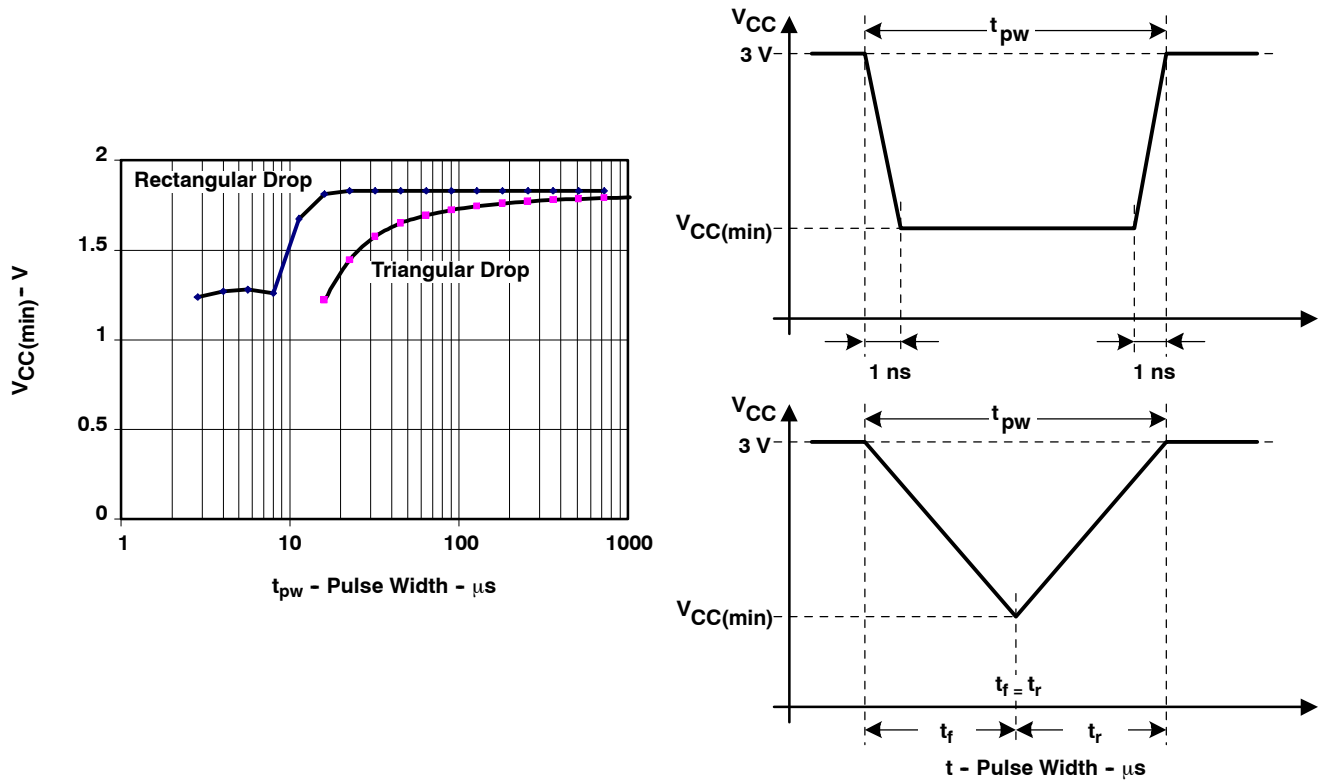 2
1.5
1
0.5
0
VCC(min) - V
Rectangular Drop
Triangular Drop
1 10 100 1000
tpw - Pulse Width - μs
VCC
3 V
tpw
VCC(min)
1 ns 1 ns
VCC
3 V
tpw
VCC(min)
tf = tr
tf tr
t - Pulse Width - μs